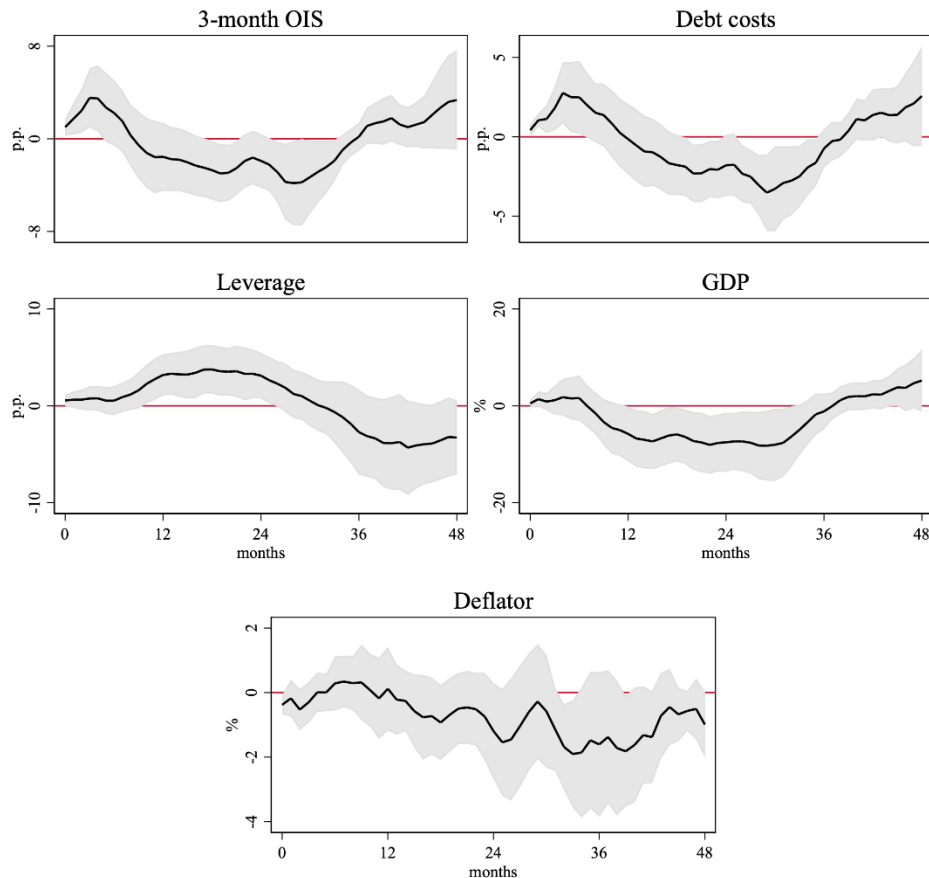 3-month OIS
8
0
-8
p.p.
Debt costs
5
0
-5
p.p.
Leverage
10
0
-10
p.p.
0 12 24 36 48
months
GDP
20
0
-20
%
0 12 24 36 48
months
Deflator
2
0
-2
-4
%
0 12 24 36 48
months